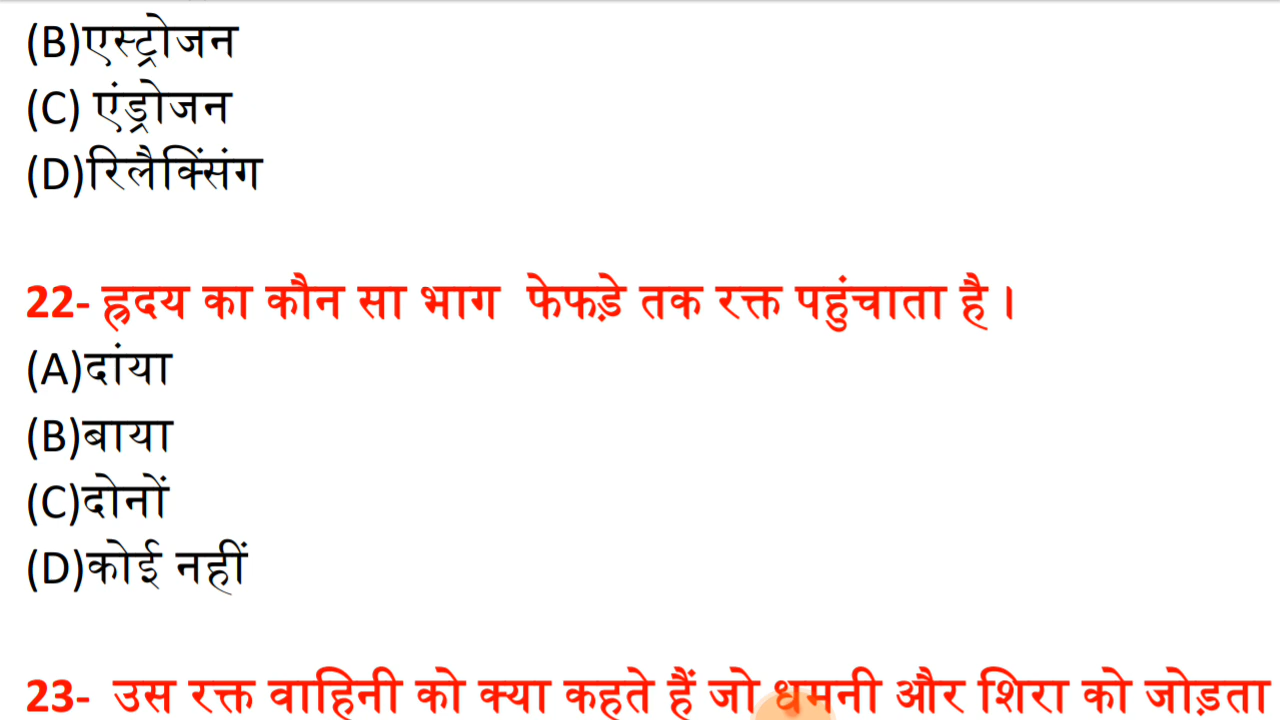 (B)एस्ट्रोजन
(C) एंड्रोजन
(D)रिलैक्सिंग
22- ह्रदय का कौन सा भाग फेफड़े तक रक्त पहुंचाता है ।
(A)दांया
(B)बाया
(C)दोनों
(D)कोई नहीं
23- उस रक्त वाहिनी को क्या कहते हैं जो धमनी और शिरा को जोड़ता